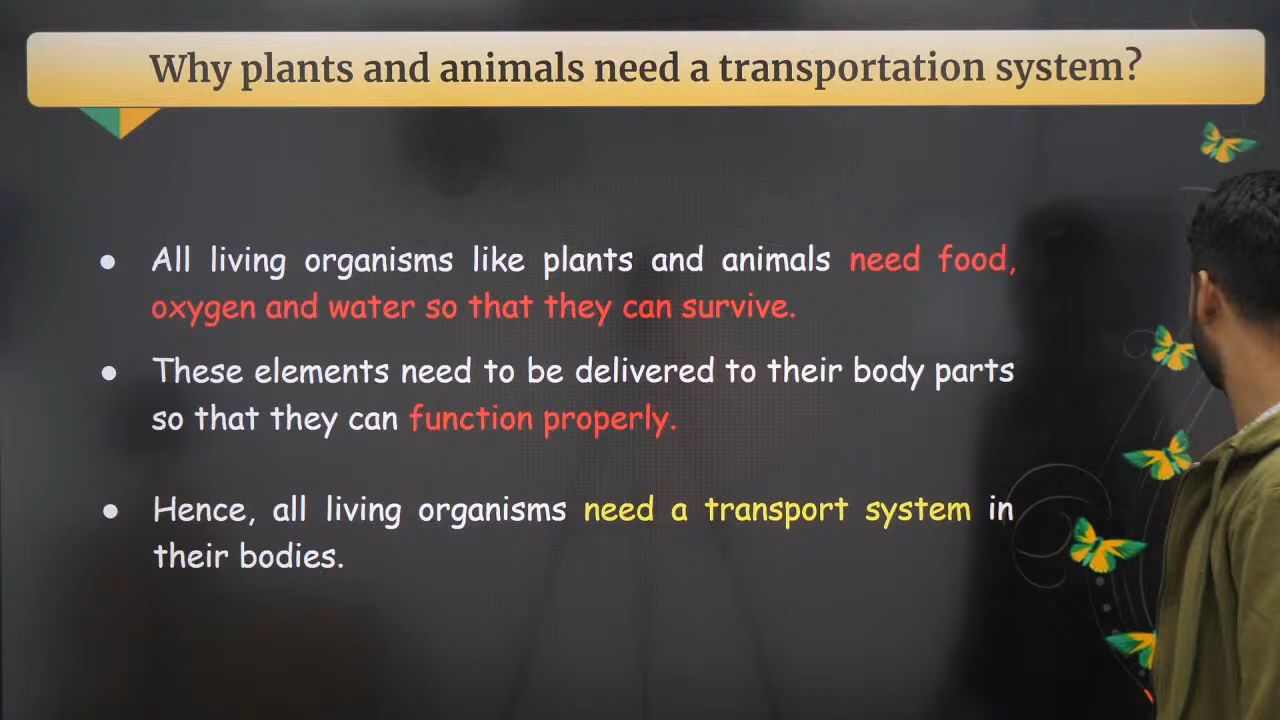 Why plants and animals need a transportation system?
● All living organisms like plants and animals need food,
oxygen and water so that they can survive.
● These elements need to be delivered to their body parts
so that they can function properly.
● Hence, all living organisms need a transport system in
their bodies.